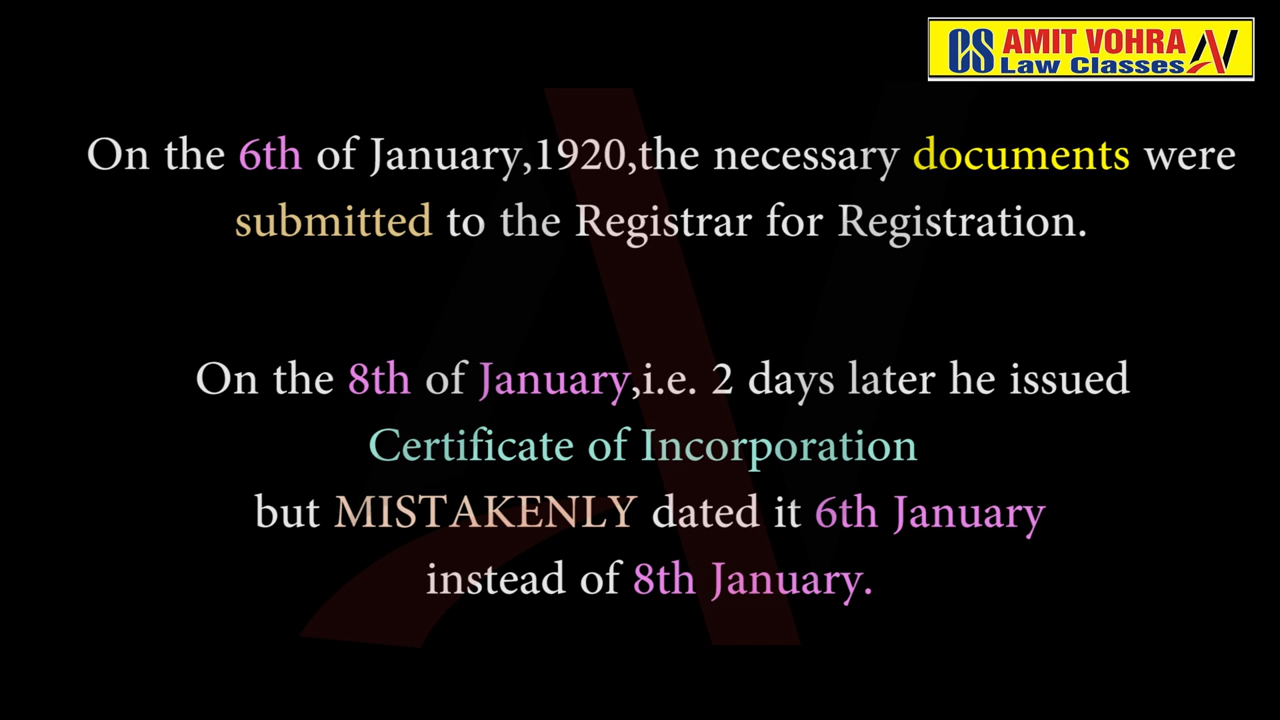 CS AMIT VOHRA AV
Law Classes
On the 6th of January,1920,the necessary documents were
submitted to the Registrar for Registration.
On the 8th of January,i.e. 2 days later he issued
Certificate of Incorporation
but MISTAKENLY dated it 6th January
instead of 8th January.